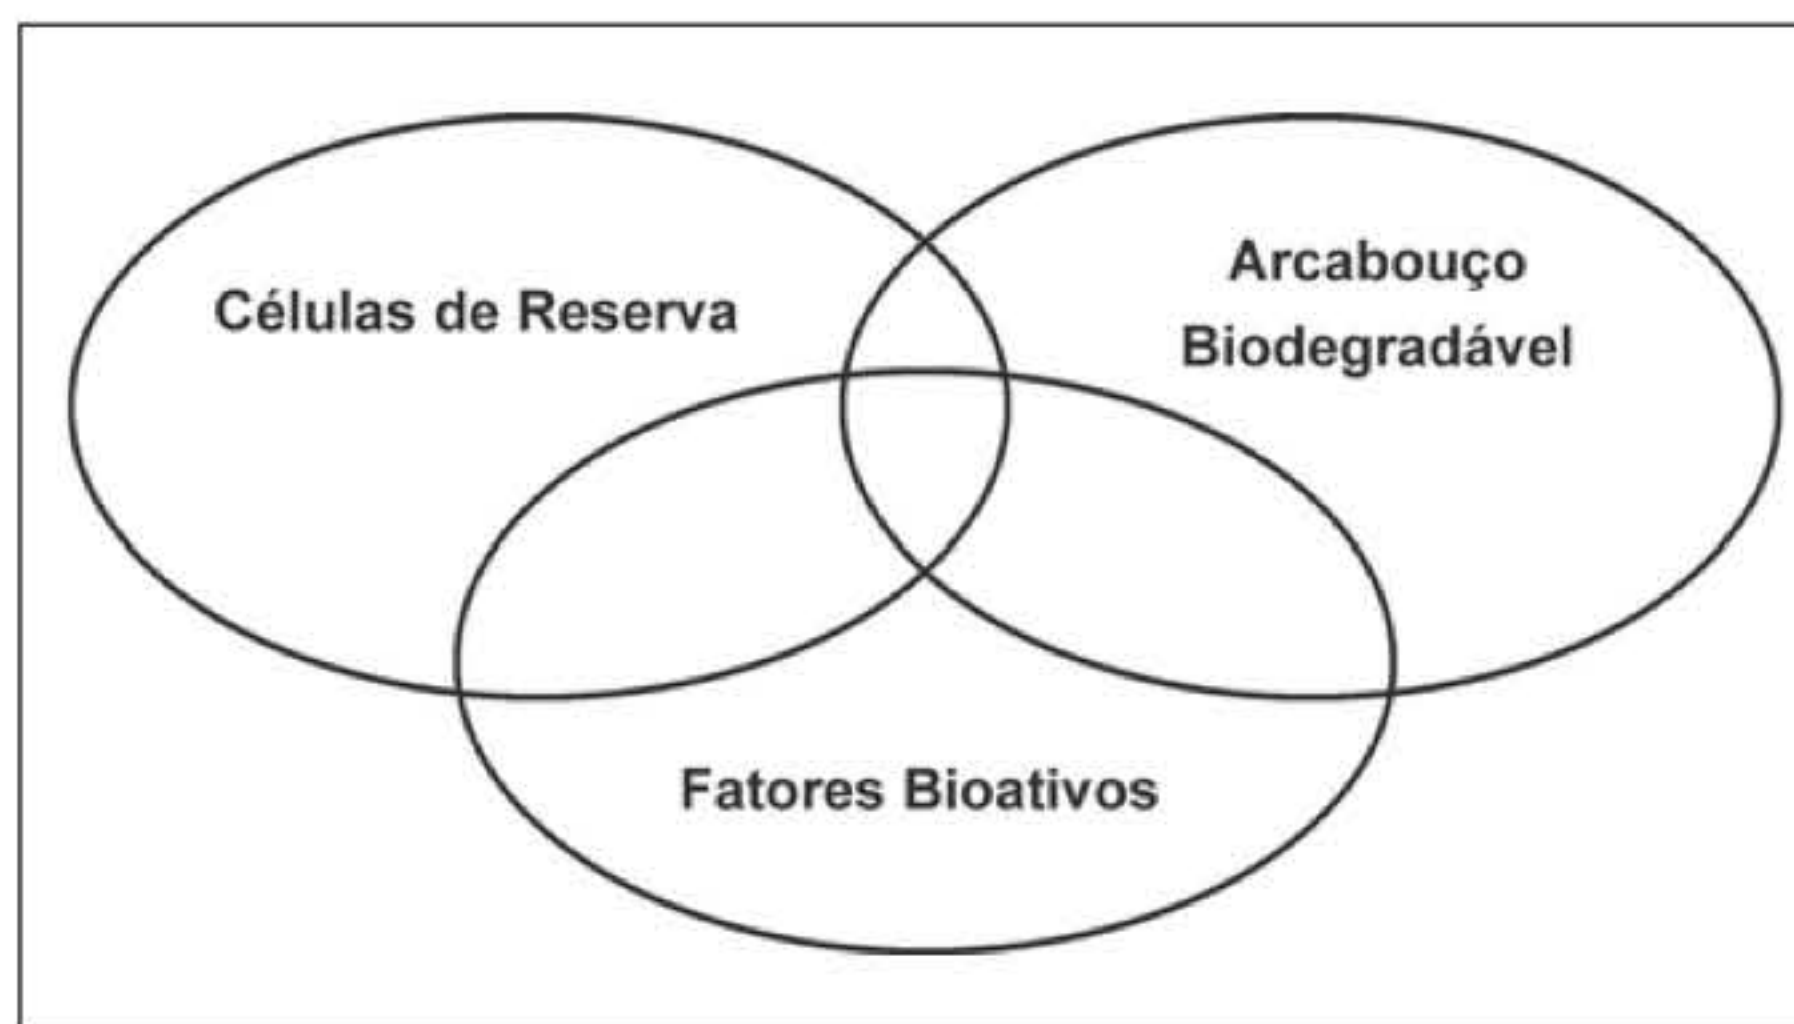 Células de Reserva
Arcabouço
Biodegradável
Fatores Bioativos